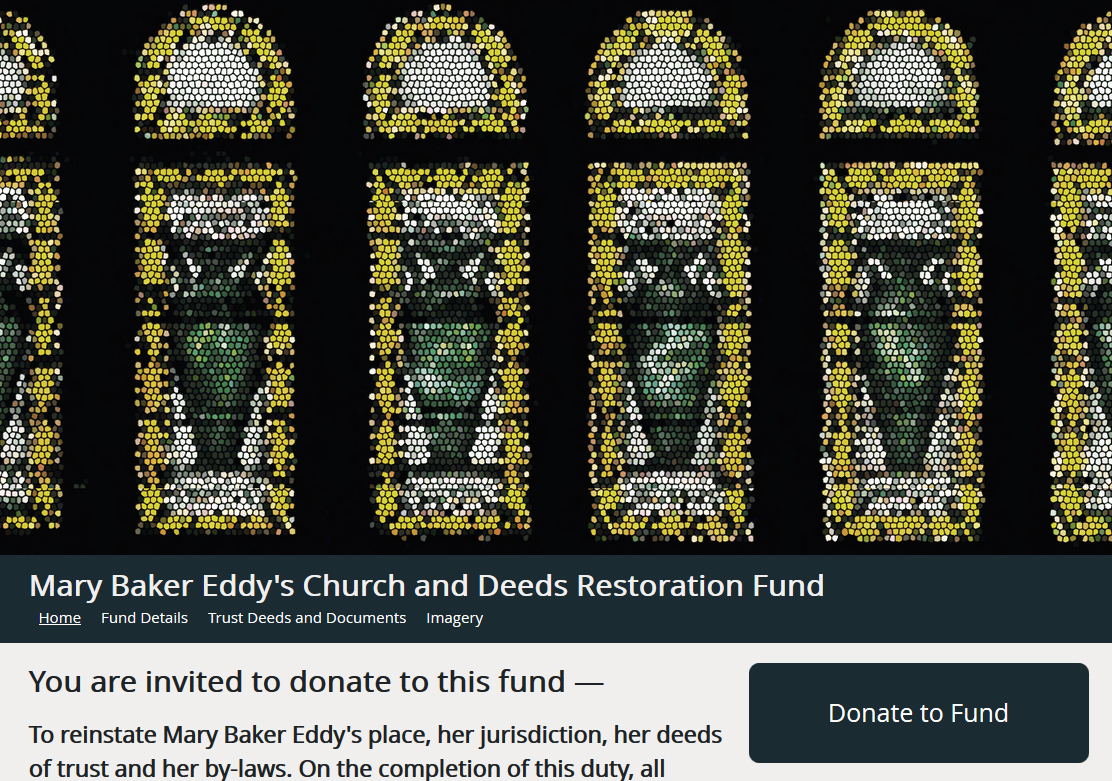 Mary Baker Eddy's Church and Deeds Restoration Fund
Home Fund Details Trust Deeds and Documents Imagery
You are invited to donate to this fund —
Donate to Fund
To reinstate Mary Baker Eddy's place, her jurisdiction, her deeds
of trust and her by-laws. On the completion of this duty, all